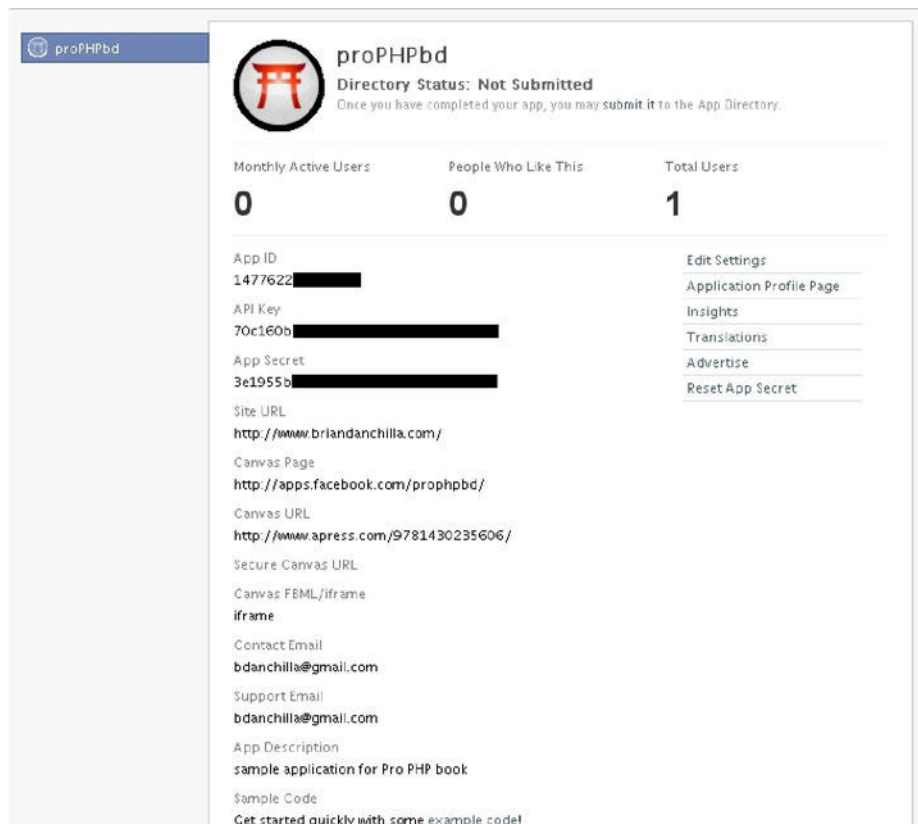 proPHPbd
proPHPbd
Directory Status: Not Submitted
Once you have completed your app, you may submit it to the App Directory.
Monthly Active Users People Who Like This Total Users
0 0 1
App ID
1477622
API Key
70c160b
App Secret
3e1955b
Site URL
http://www.briandanchilla.com/
Canvas Page
http://apps.facebook.com/prophpbd/
Canvas URL
http://www.apress.com/9781430235606/
Secure Canvas URL
Canvas FBML/iframe
iframe
Contact Email
bdanchilla@gmail.com
Support Email
bdanchilla@gmail.com
App Description
sample application for Pro PHP book
Sample Code
Get started quickly with some example code!
Edit Settings
Application Profile Page
Insights
Translations
Advertise
Reset App Secret